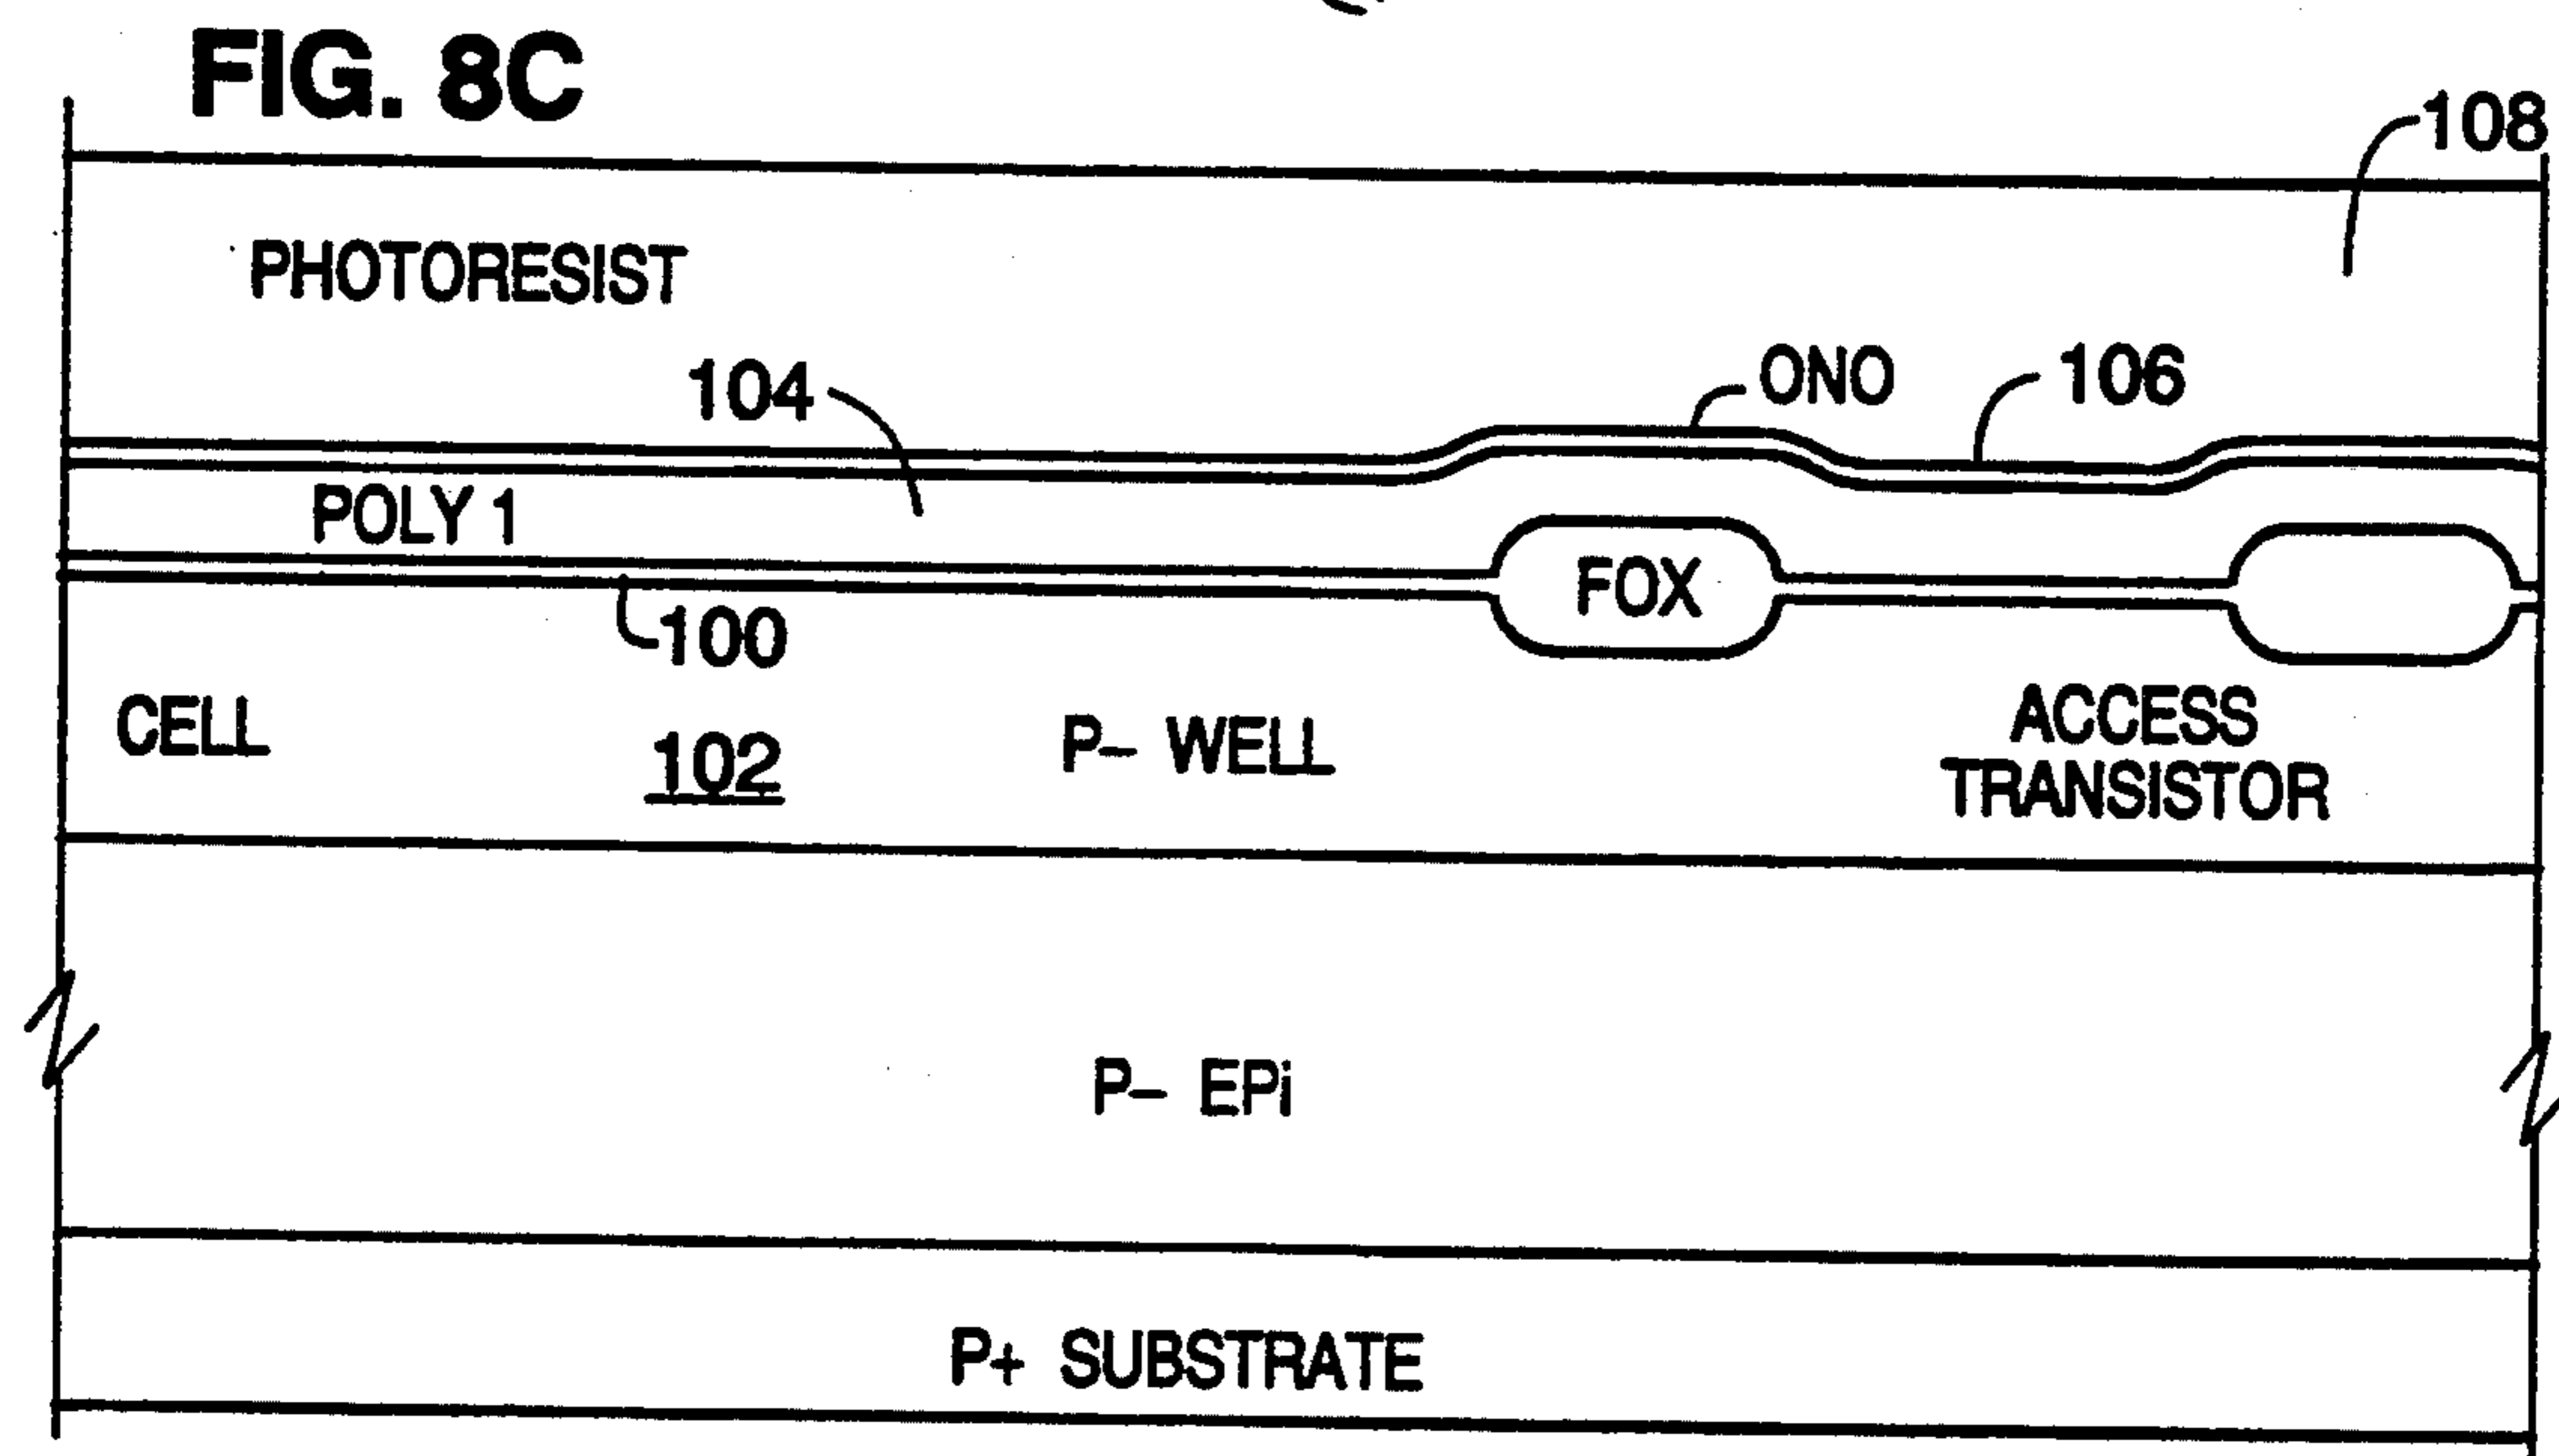 FIG. 8C
108
PHOTORESIST
ONO
106
104
POLY 1
FOX
100
CELL
102
P– WELL
ACCESS
TRANSISTOR
P– EPi
P+ SUBSTRATE